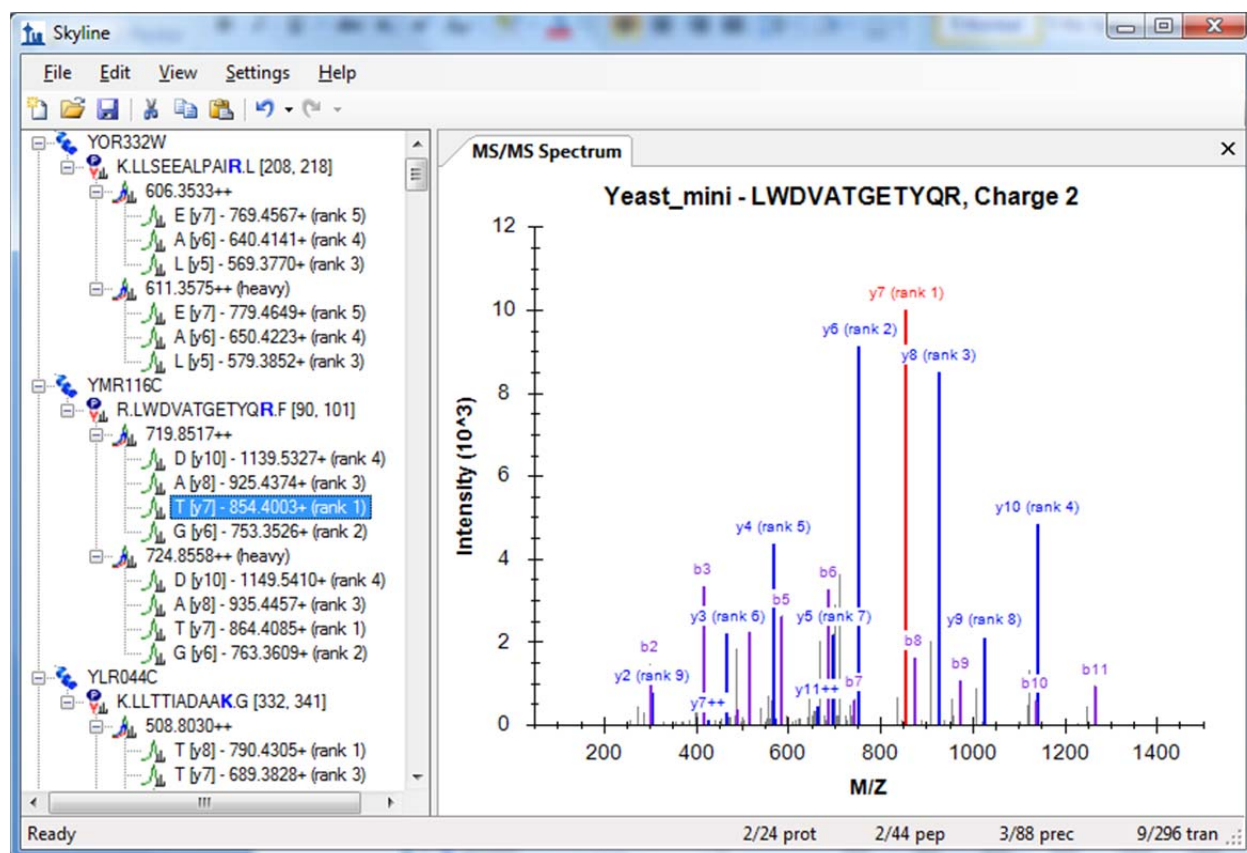 Skyline
File Edit View Settings Help
YOR332W
K.LLSEEALPAIR.L [208, 218]
606.3533++
E [y7] - 769.4567+ (rank 5)
A [y6] - 640.4141+ (rank 4)
L [y5] - 569.3770+ (rank 3)
611.3575++ (heavy)
E [y7] - 779.4649+ (rank 5)
A [y6] - 650.4223+ (rank 4)
L [y5] - 579.3852+ (rank 3)
YMR116C
R.LWDVATGETYQR.F [90, 101]
719.8517++
D [y10] - 1139.5327+ (rank 4)
A [y8] - 925.4374+ (rank 3)
T [y7] - 854.4003+ (rank 1)
G [y6] - 753.3526+ (rank 2)
724.8558++ (heavy)
D [y10] - 1149.5410+ (rank 4)
A [y8] - 935.4457+ (rank 3)
T [y7] - 864.4085+ (rank 1)
G [y6] - 763.3609+ (rank 2)
YLR044C
K.LLTTIADAAK.G [332, 341]
508.8030++
T [y8] - 790.4305+ (rank 1)
T [y7] - 689.3828+ (rank 3)
MS/MS Spectrum
Yeast_mini - LWDVATGETYQR, Charge 2
Intensity (10^3)
12
10
8
6
4
2
0
y7 (rank 1)
y6 (rank 2)
y8 (rank 3)
y10 (rank 4)
y4 (rank 5)
b3
b6
b5
y3 (rank 6)
y5 (rank 7)
y9 (rank 8)
b2
b8
y2 (rank 9)
b9
b7
b11
b10
y11++
y7++
200 400 600 800 1000 1200 1400
M/Z
Ready 2/24 prot 2/44 pep 3/88 prec 9/296 tran